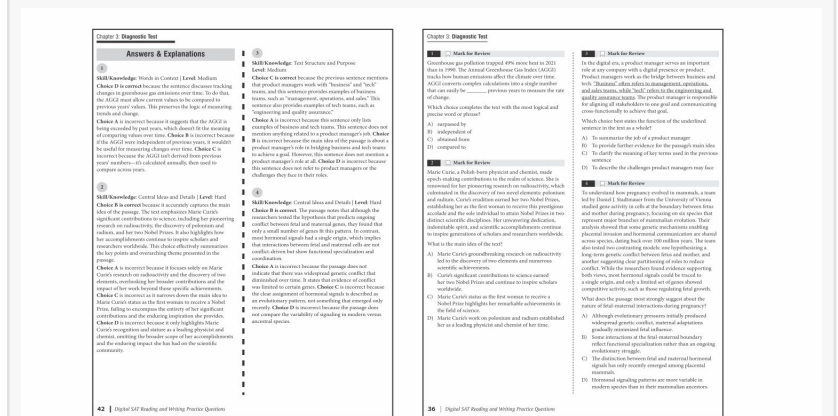 Chapter 3: Diagnostic Test
Answers & Explanations
1
Skill/Knowledge: Words in Context | Level: Medium
Choice D is correct because the sentence discusses tracking
changes in greenhouse gas emissions over time. To do that,
the AGGI must allow current values to be compared to
previous years' values. This preserves the logic of measuring
trends and change.
Choice A is incorrect because it suggests that the AGGI is
being exceeded by past years, which doesn't fit the meaning
of comparing values over time. Choice B is incorrect because
if the AGGI were independent of previous years, it wouldn't
be useful for measuring changes over time. Choice C is
incorrect because the AGGI isn't derived from previous
years' numbers—it's calculated annually, then used to
compare across years.
2
Skill/Knowledge: Central Ideas and Details | Level: Hard
Choice B is correct because it accurately captures the main
idea of the passage. The text emphasizes Marie Curie's
significant contributions to science, including her pioneering
research on radioactivity, the discovery of polonium and
radium, and her two Nobel Prizes. It also highlights how
her accomplishments continue to inspire scholars and
researchers worldwide. This choice effectively summarizes
the key points and overarching themes presented in the
passage.
Choice A is incorrect because it focuses solely on Marie
Curie's research on radioactivity and the discovery of two
elements, overlooking her broader contributions and the
impact of her work beyond those specific achievements.
Choice C is incorrect as it narrows down the main idea to
Marie Curie's status as the first woman to receive a Nobel
Prize, failing to encompass the entirety of her significant
contributions and the enduring inspiration she provides.
Choice D is incorrect because it only highlights Marie
Curie's recognition and stature as a leading physicist and
chemist, omitting the broader scope of her accomplishments
and the enduring impact she has had on the scientific
community.
3
Skill/Knowledge: Text Structure and Purpose
Level: Medium
Choice C is correct because the previous sentence mentions
that product managers work with "business" and "tech"
teams, and this sentence provides examples of business
teams, such as "management, operations, and sales." This
sentence also provides examples of tech teams, such as
"engineering and quality assurance."
Choice A is incorrect because this sentence only lists
examples of business and tech teams. This sentence does not
mention anything related to a product manager's job. Choice
B is incorrect because the main idea of the passage is about a
product manager's role in bridging business and tech teams
to achieve a goal. However, this sentence does not mention a
product manager's role at all. Choice D is incorrect because
this sentence does not refer to product managers or the
challenges they face in their roles.
4
Skill/Knowledge: Central Ideas and Details | Level: Hard
Choice B is correct. The passage notes that although the
researchers tested the hypothesis that predicts ongoing
conflict between fetal and maternal genes, they found that
only a small number of genes fit this pattern. In contrast,
most hormonal signals had a single origin, which implies
that interactions between fetal and maternal cells are not
conflict-driven but show functional specialization and
coordination.
Choice A is incorrect because the passage does not
indicate that there was widespread genetic conflict that
diminished over time. It states that evidence of conflict
was limited to certain genes. Choice C is incorrect because
the clear assignment of hormonal signals is described as
an evolutionary pattern, not something that emerged only
recently. Choice D is incorrect because the passage does
not compare the variability of signaling in modern versus
ancestral species.
42 | Digital SAT Reading and Writing Practice Questions
Chapter 3: Diagnostic Test
1 Mark for Review
Greenhouse gas pollution trapped 49% more heat in 2021
than in 1990. The Annual Greenhouse Gas Index (AGGI)
tracks how human emissions affect the climate over time.
AGGI converts complex calculations into a single number
that can easily be ______ previous years to measure the rate
of change.
Which choice completes the text with the most logical and
precise word or phrase?
A) surpassed by
B) independent of
C) obtained from
D) compared to
2 Mark for Review
Marie Curie, a Polish-born physicist and chemist, made
epoch-making contributions to the realm of science. She is
renowned for her pioneering research on radioactivity, which
culminated in the discovery of two novel elements: polonium
and radium. Curie's erudition earned her two Nobel Prizes,
establishing her as the first woman to receive this prestigious
accolade and the sole individual to attain Nobel Prizes in two
distinct scientific disciplines. Her unwavering dedication,
indomitable spirit, and scientific accomplishments continue
to inspire generations of scholars and researchers worldwide.
What is the main idea of the text?
A) Marie Curie's groundbreaking research on radioactivity
led to the discovery of two elements and numerous
scientific achievements.
B) Curie's significant contributions to science earned
her two Nobel Prizes and continue to inspire scholars
worldwide.
C) Marie Curie's status as the first woman to receive a
Nobel Prize highlights her remarkable achievements in
the field of science.
D) Marie Curie's work on polonium and radium established
her as a leading physicist and chemist of her time.
3 Mark for Review
In the digital era, a product manager serves an important
role at any company with a digital presence or product.
Product managers work as the bridge between business and
tech. "Business" often refers to management, operations,
and sales teams, while "tech" refers to the engineering and
quality assurance teams. The product manager is responsible
for aligning all stakeholders to one goal and communicating
cross-functionally to achieve that goal.
Which choice best states the function of the underlined
sentence in the text as a whole?
A) To summarize the job of a product manager
B) To provide further evidence for the passage's main idea
C) To clarify the meaning of key terms used in the previous
sentence
D) To describe the challenges product managers may face
4 Mark for Review
To understand how pregnancy evolved in mammals, a team
led by Daniel J. Stadtmauer from the University of Vienna
studied gene activity in cells at the boundary between fetus
and mother during pregnancy, focusing on six species that
represent major branches of mammalian evolution. Their
analysis showed that some genetic mechanisms enabling
placental invasion and hormonal communication are shared
across species, dating back over 100 million years. The team
also tested two contrasting models: one hypothesizing a
long-term genetic conflict between fetus and mother, and
another suggesting clear partitioning of roles to reduce
conflict. While the researchers found evidence supporting
both views, most hormonal signals could be traced to
a single origin, and only a limited set of genes showed
competitive activity, such as those regulating fetal growth.
What does the passage most strongly suggest about the
nature of fetal-maternal interactions during pregnancy?
A) Although evolutionary pressures initially produced
widespread genetic conflict, maternal adaptations
gradually minimized fetal influence.
B) Some interactions at the fetal-maternal boundary
reflect functional specialization rather than an ongoing
evolutionary struggle.
C) The distinction between fetal and maternal hormonal
signals has only recently emerged among placental
mammals.
D) Hormonal signaling patterns are more variable in
modern species than in their mammalian ancestors.
36 | Digital SAT Reading and Writing Practice Questions